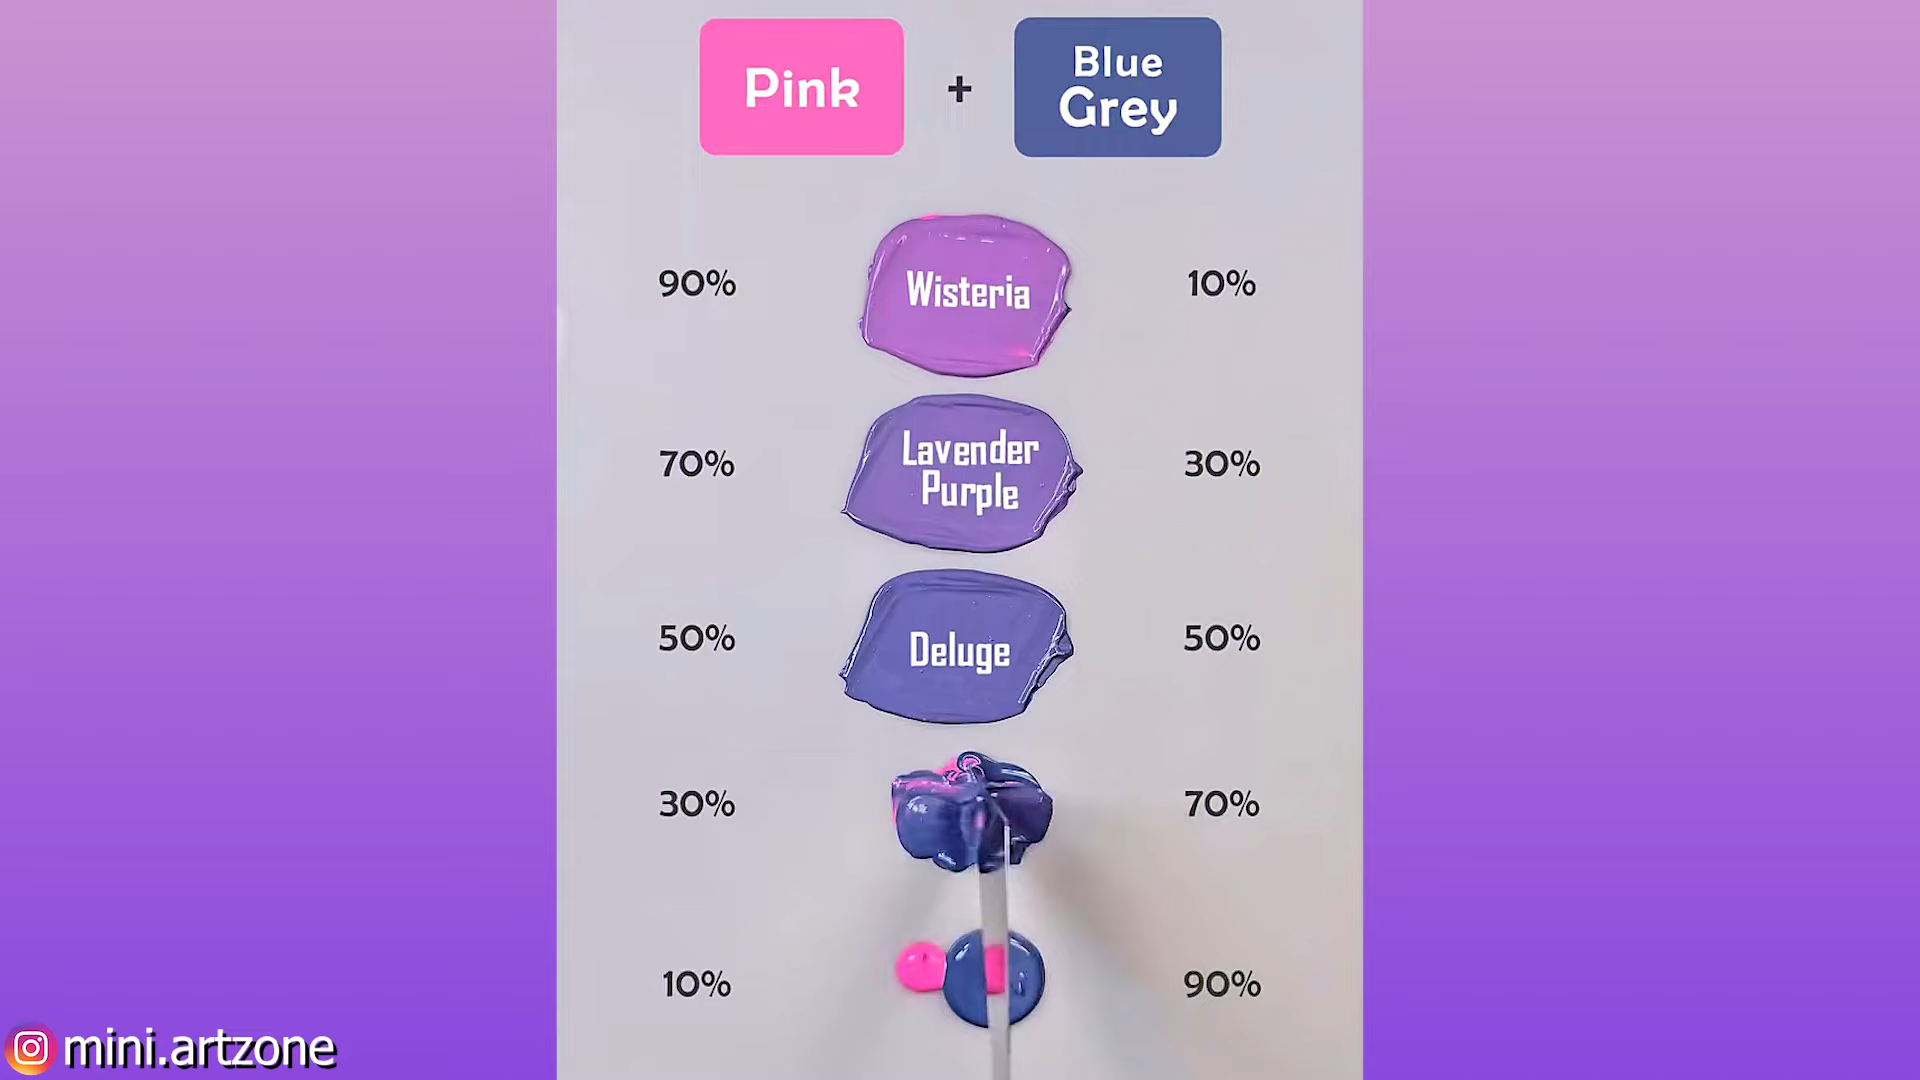 Pink + Blue
Grey
90% Wisteria 10%
70% Lavender 30%
Purple
50% Deluge 50%
30% 70%
10% 90%
mini.artzone